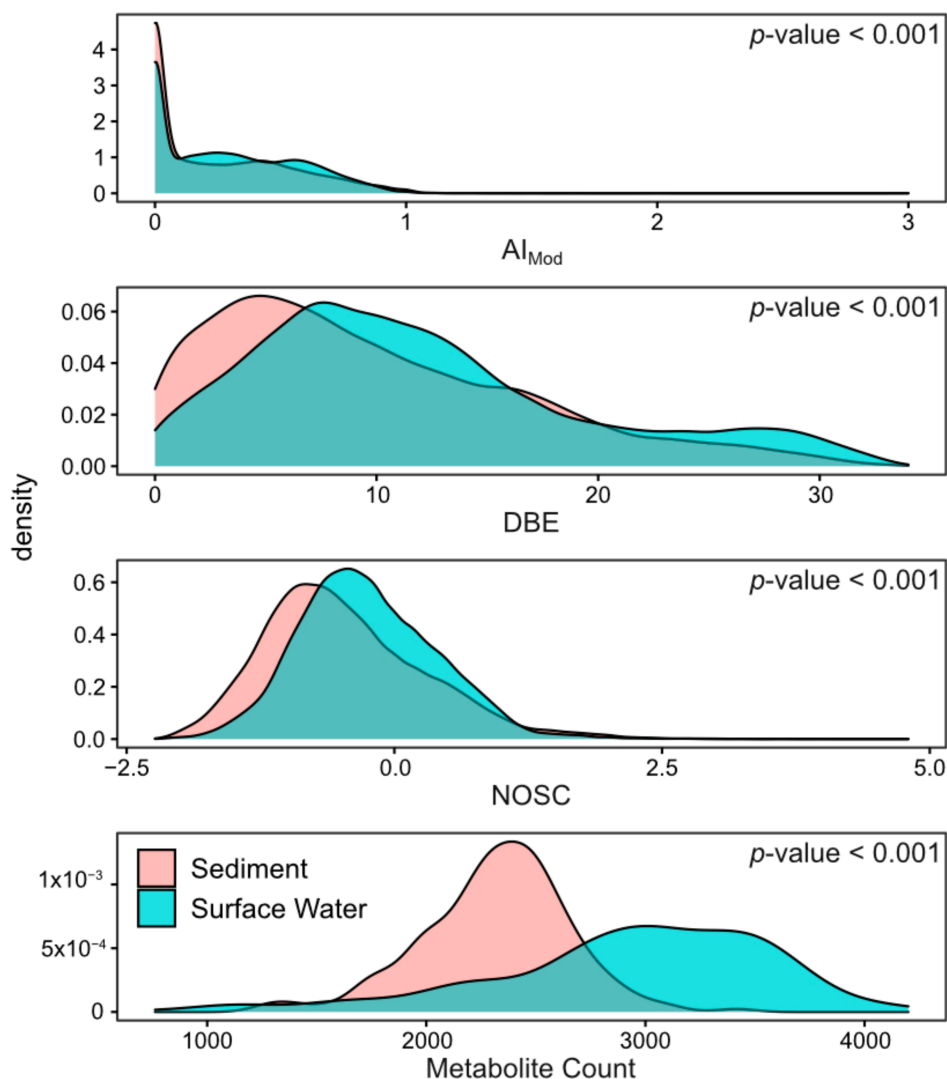 p-value < 0.001
4
3
2
1
0
0 1 2 3
AI_Mod
p-value < 0.001
0.06
0.04
0.02
0.00
0 10 20 30
DBE
density
p-value < 0.001
0.6
0.4
0.2
0.0
−2.5 0.0 2.5 5.0
NOSC
Sediment
Surface Water
p-value < 0.001
1x10⁻³
5x10⁻⁴
0
1000 2000 3000 4000
Metabolite Count